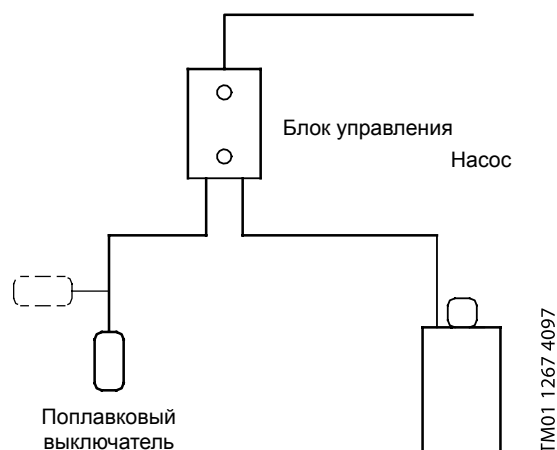 Блок управления
Насос
Поплавковый
выключатель
TM01 1267 4097